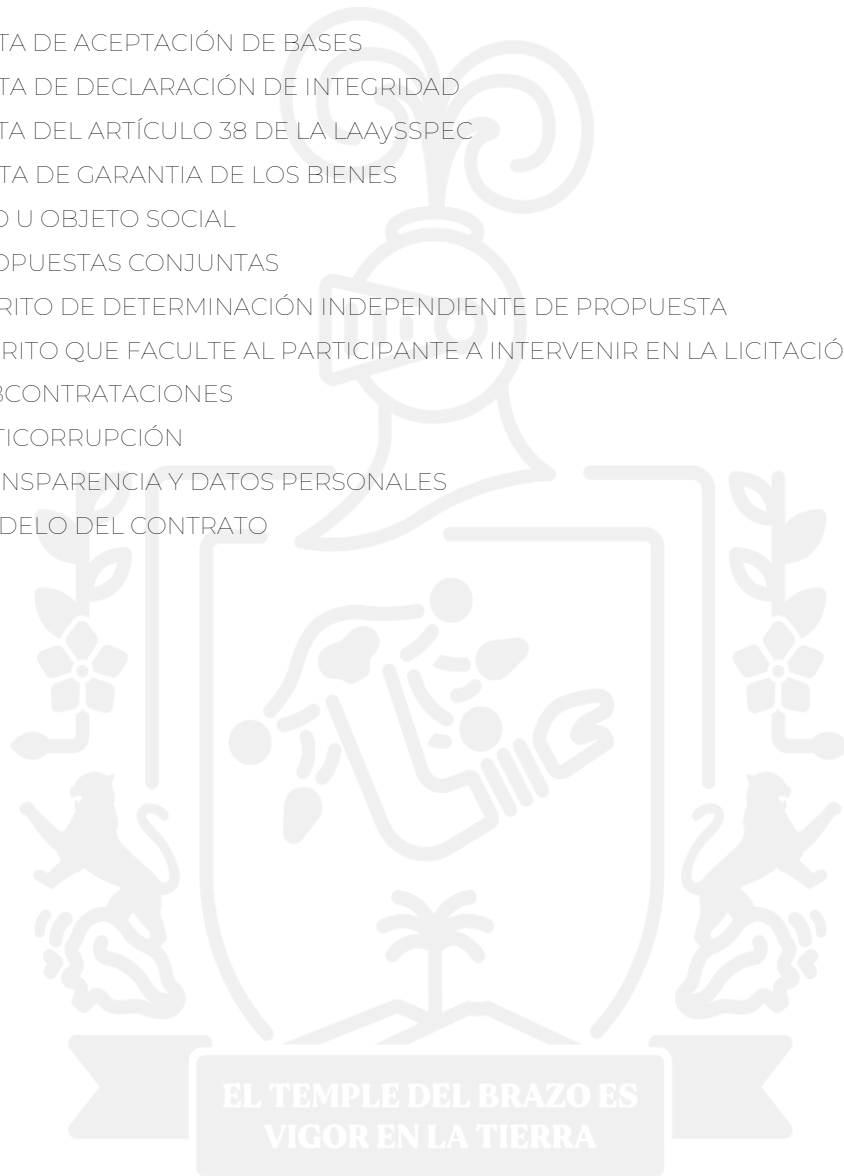 TA DE ACEPTACIÓN DE BASES
TA DE DECLARACIÓN DE INTEGRIDAD
TA DEL ARTÍCULO 38 DE LA LAAySSPEC
TA DE GARANTIA DE LOS BIENES
O U OBJETO SOCIAL
OPUESTAS CONJUNTAS
RITO DE DETERMINACIÓN INDEPENDIENTE DE PROPUESTA
RITO QUE FACULTE AL PARTICIPANTE A INTERVENIR EN LA LICITACIÓ
BCONTRATACIONES
TICORRUPCIÓN
NSPARENCIA Y DATOS PERSONALES
DELO DEL CONTRATO
EL TEMPLE DEL BRAZO ES
VIGOR EN LA TIERRA